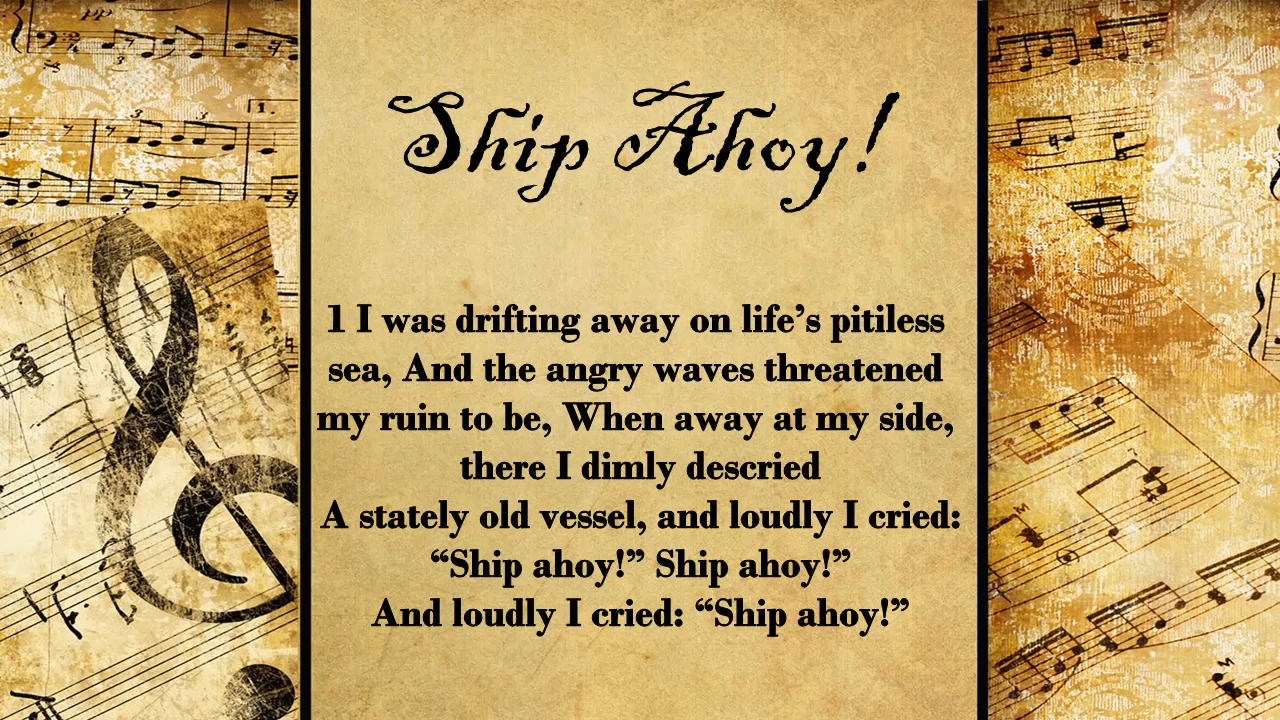 Ship Ahoy!
1 I was drifting away on life’s pitiless
sea, And the angry waves threatened
my ruin to be, When away at my side,
there I dimly descried
A stately old vessel, and loudly I cried:
“Ship ahoy!” Ship ahoy!”
And loudly I cried: “Ship ahoy!”